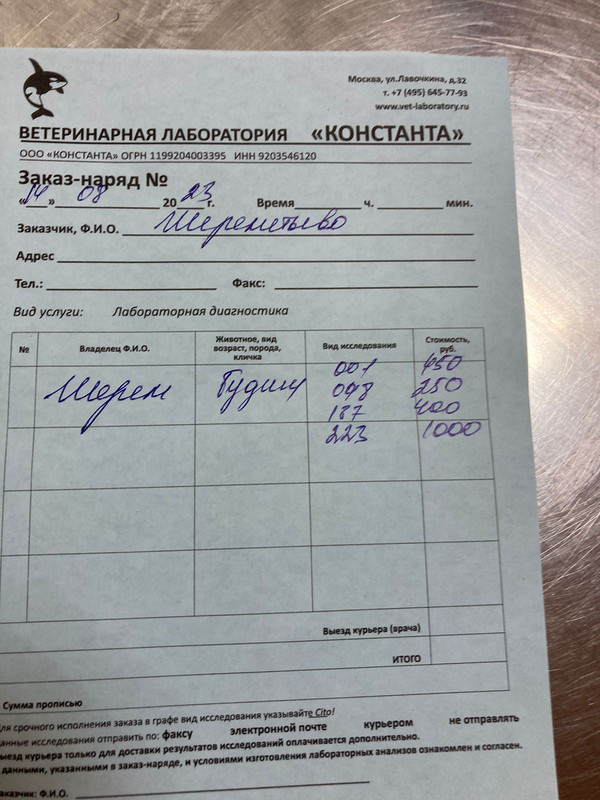 Москва, ул.Лавочкина, д.32
т. +7 (495) 645-77-93
www.vet-laboratory.ru
ВЕТЕРИНАРНАЯ ЛАБОРАТОРИЯ «КОНСТАНТА»
ООО «КОНСТАНТА» ОГРН 1199204003395 ИНН 9203546120
Заказ-наряд №
«14» 08 2023 г. Время ч. мин.
Заказчик, Ф.И.О. Шереметьево
Адрес
Тел.: Факс:
Вид услуги: Лабораторная диагностика
№ Владелец Ф.И.О. Животное, вид возраст, порода, кличка Вид исследования Стоимость, руб.
Шерем 001 450
098 250
187 400
223 1000
Выезд курьера (врача)
ИТОГО
Сумма прописью
для срочного исполнения заказа в графе вид исследования указывайте Cito!
данные исследования отправить по: факсу электронной почте курьером не отправлять
выезд курьера только для доставки результатов исследований оплачивается дополнительно.
данными, указанными в заказ-наряде, и условиями изготовления лабораторных анализов ознакомлен и согласен.
Заказчик: Ф.И.О.